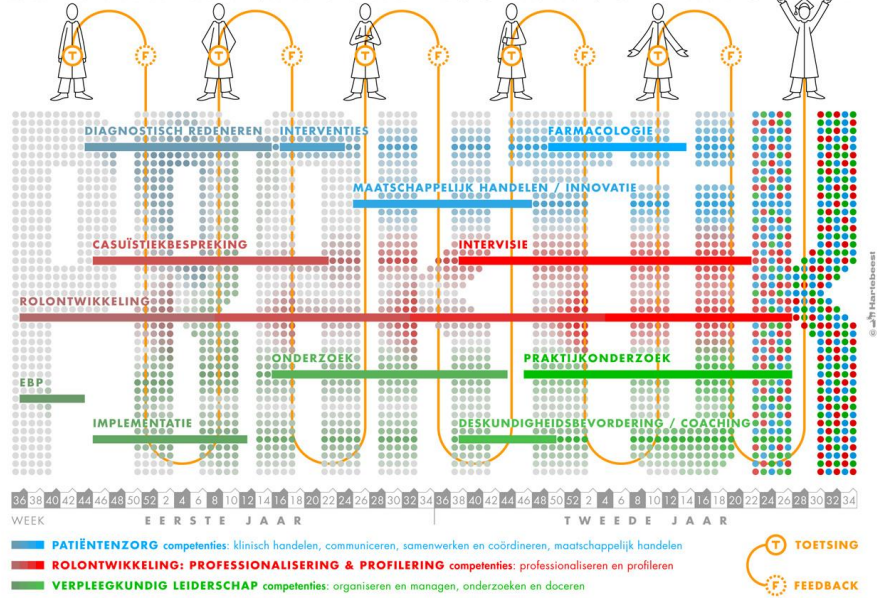 T F T F T F T F T F
DIAGNOSTISCH REDENEREN INTERVENTIES FARMACOLOGIE
MAATSCHAPPELIJK HANDELEN / INNOVATIE
CASUÏSTIEKBESPREKING INTERVISIE
ROLONTWIKKELING
ONDERZOEK PRAKTIJKONDERZOEK
EBP
IMPLEMENTATIE DESKUNDIGHEIDSBEVORDERING / COACHING
© Hartebeest
36 38 40 42 44 46 48 50 52 2 4 6 8 10 12 14 16 18 20 22 24 26 28 30 32 34 36 38 40 42 44 46 48 50 52 2 4 6 8 10 12 14 16 18 20 22 24 26 28 30 32 34
WEEK EERSTE JAAR TWEEDE JAAR
PATIËNTENZORG competenties: klinisch handelen, communiceren, samenwerken en coördineren, maatschappelijk handelen
ROLONTWIKKELING: PROFESSIONALISERING & PROFILERING competenties: professionaliseren en profileren
VERPLEEGKUNDIG LEIDERSCHAP competenties: organiseren en managen, onderzoeken en doceren
T TOETSING
F FEEDBACK